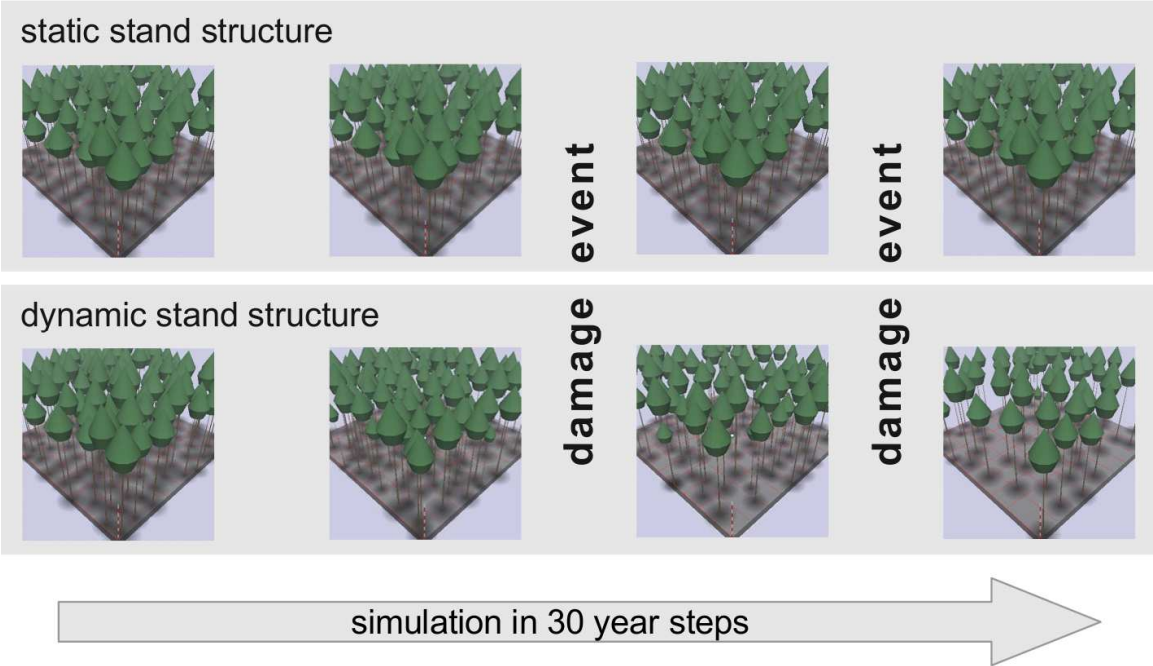 static stand structure
damage event
damage event
dynamic stand structure
simulation in 30 year steps